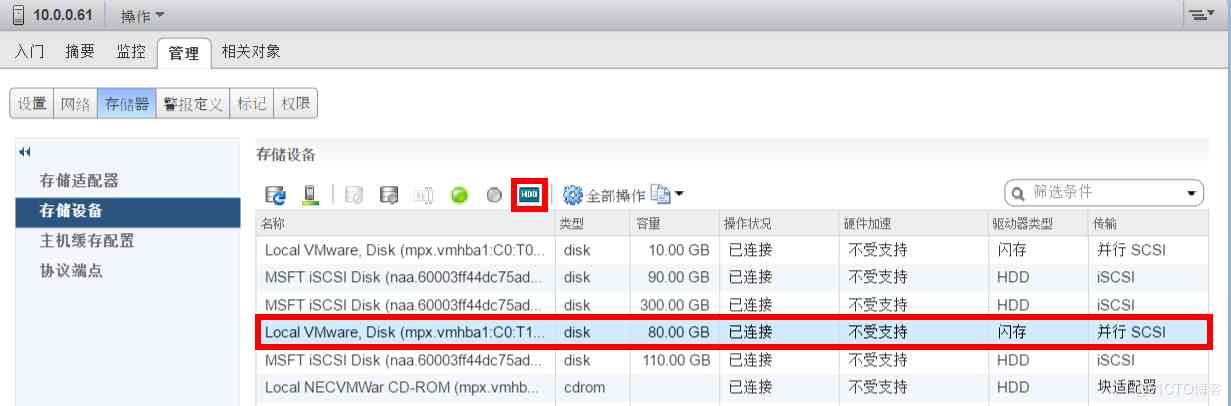 10.0.0.61 操作
入门 摘要 监控 管理 相关对象
设置 网络 存储器 警报定义 标记 权限
存储适配器
存储设备
主机缓存配置
协议端点
存储设备
HDD 全部操作 筛选条件
名称 类型 容量 操作状况 硬件加速 驱动器类型 传输
Local VMware, Disk (mpx.vmhba1:C0:T0... disk 10.00 GB 已连接 不受支持 闪存 并行 SCSI
MSFT iSCSI Disk (naa.60003ff44dc75ad... disk 90.00 GB 已连接 不受支持 HDD iSCSI
MSFT iSCSI Disk (naa.60003ff44dc75ad... disk 300.00 GB 已连接 不受支持 HDD iSCSI
Local VMware, Disk (mpx.vmhba1:C0:T1... disk 80.00 GB 已连接 不受支持 闪存 并行 SCSI
MSFT iSCSI Disk (naa.60003ff44dc75ad... disk 110.00 GB 已连接 不受支持 HDD iSCSI
Local NECVMWar CD-ROM (mpx.vmhb... cdrom 已连接 不受支持 HDD 块适配器